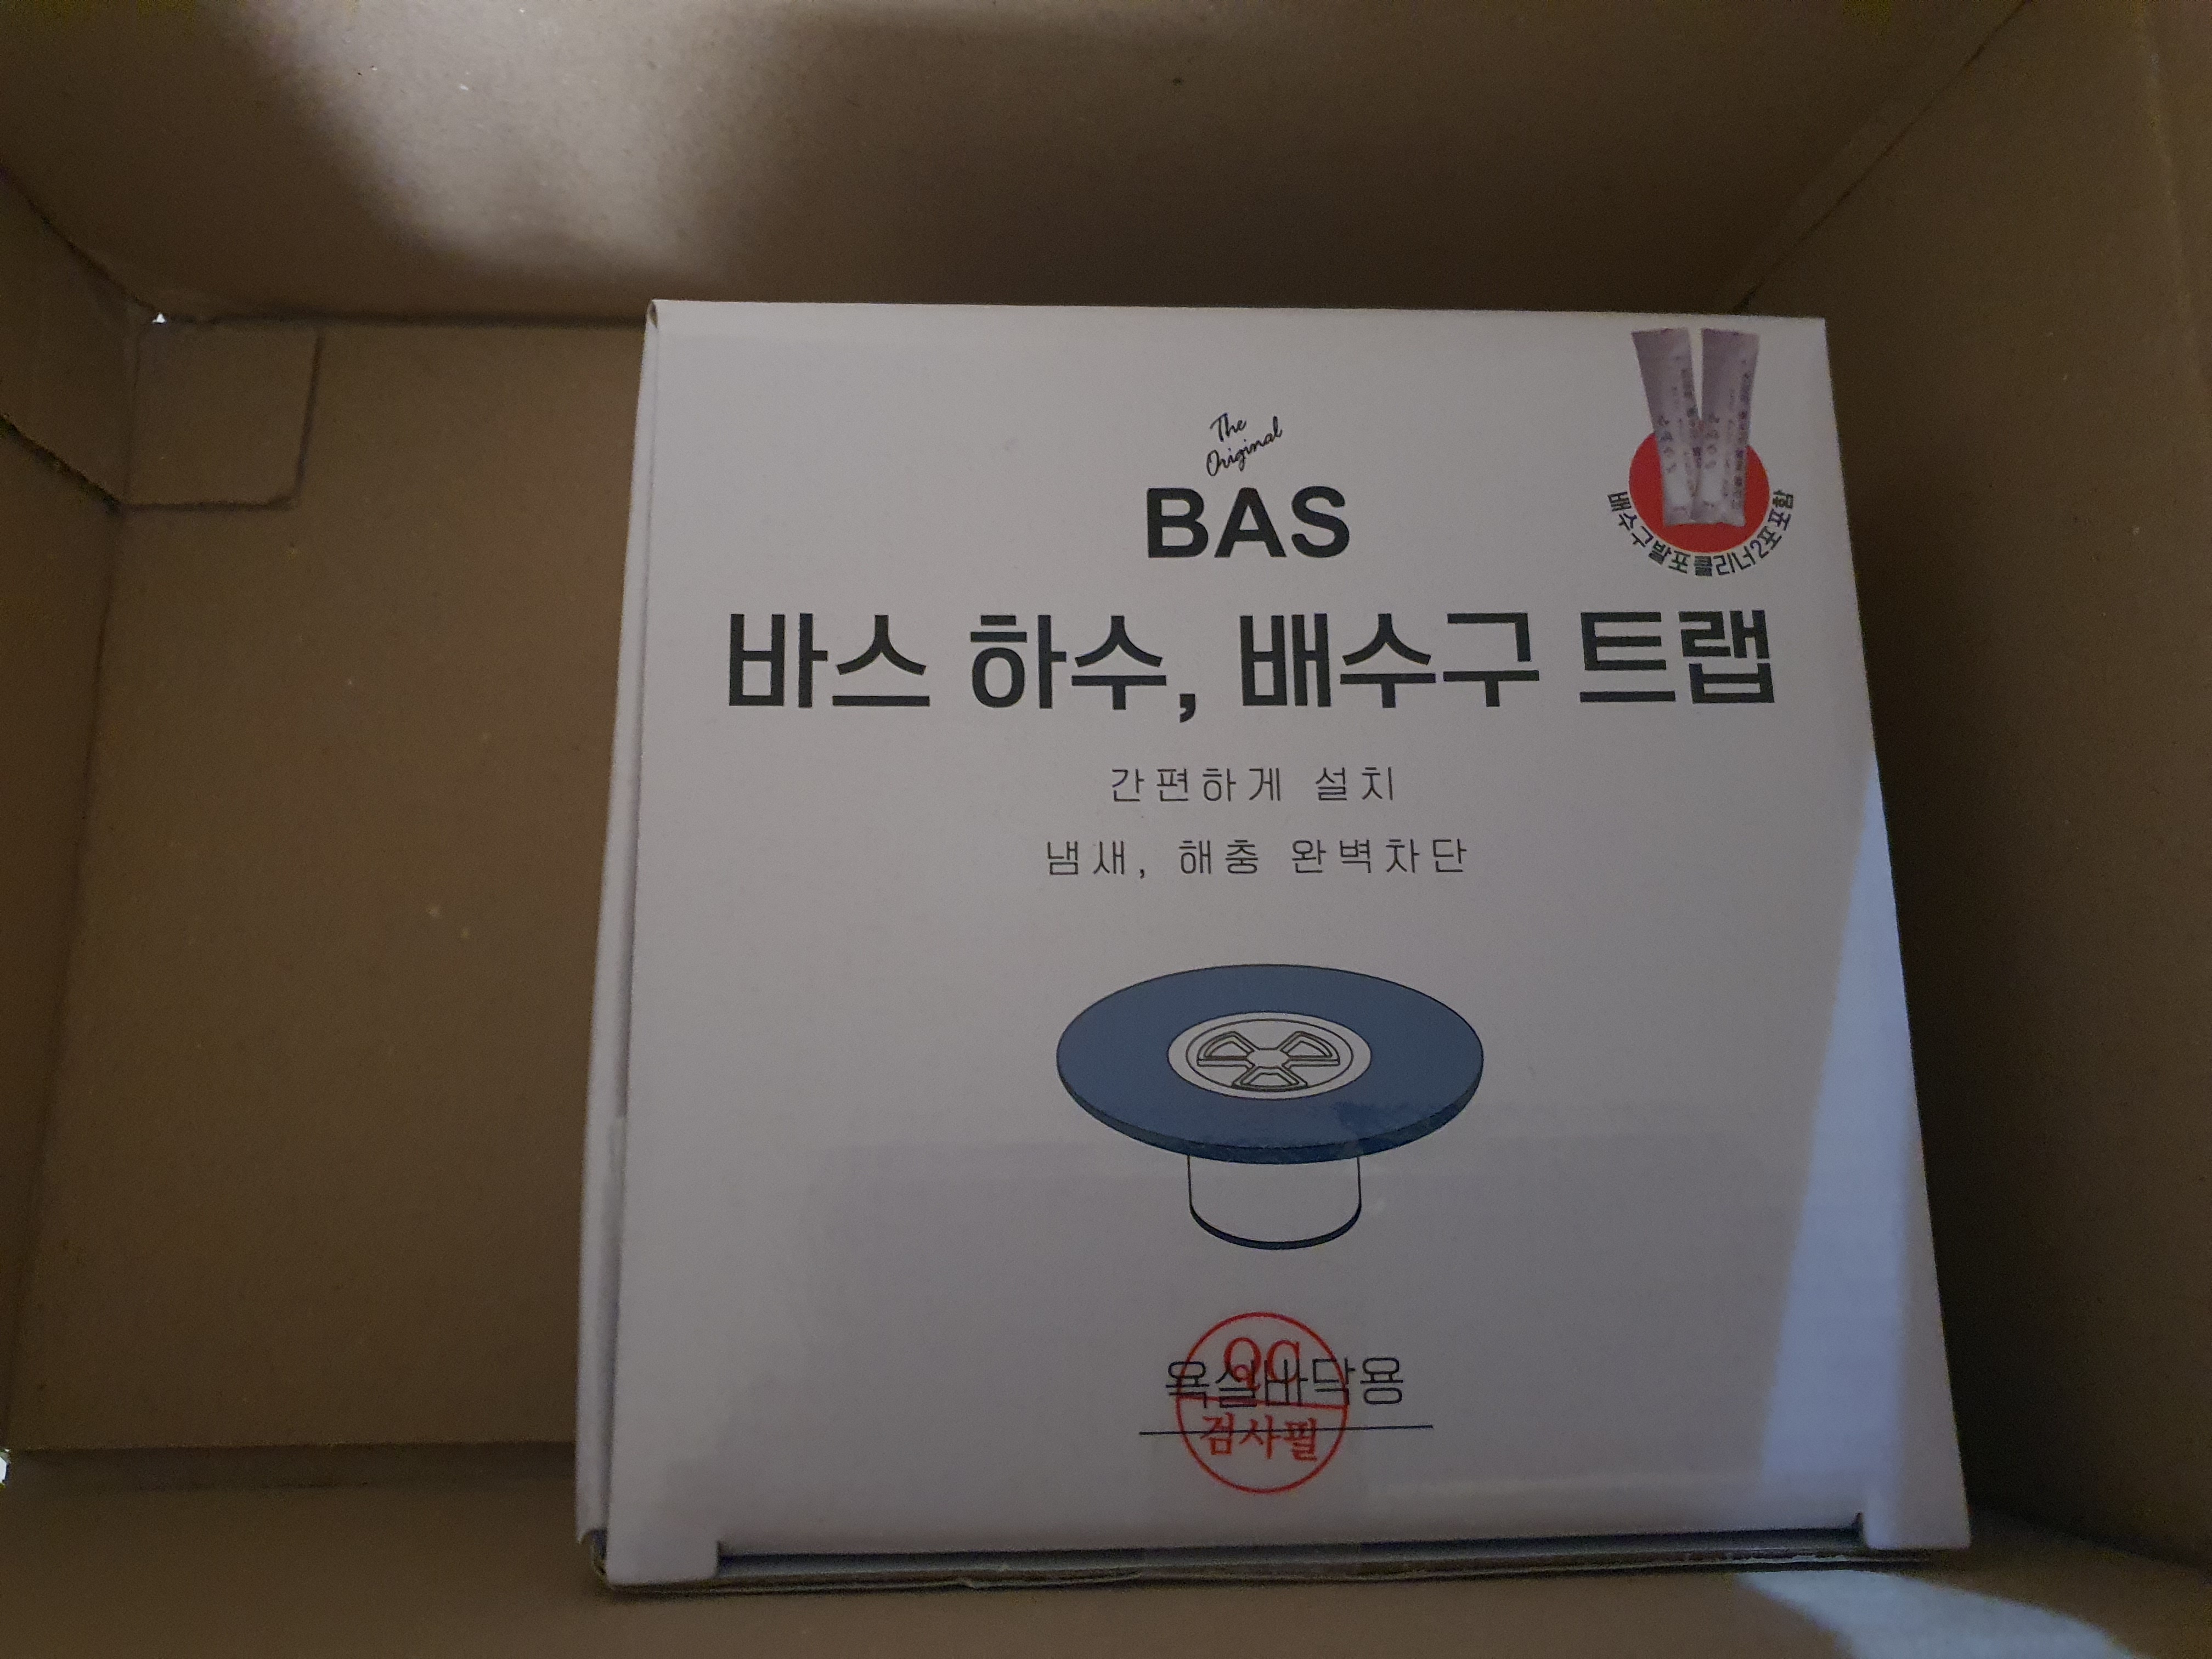 The
Original
BAS
배수구 발포 클리너 2포 포함
바스 하수, 배수구 트랩
간편하게 설치
냄새, 해충 완벽차단
욕실바닥용
QC
검사필